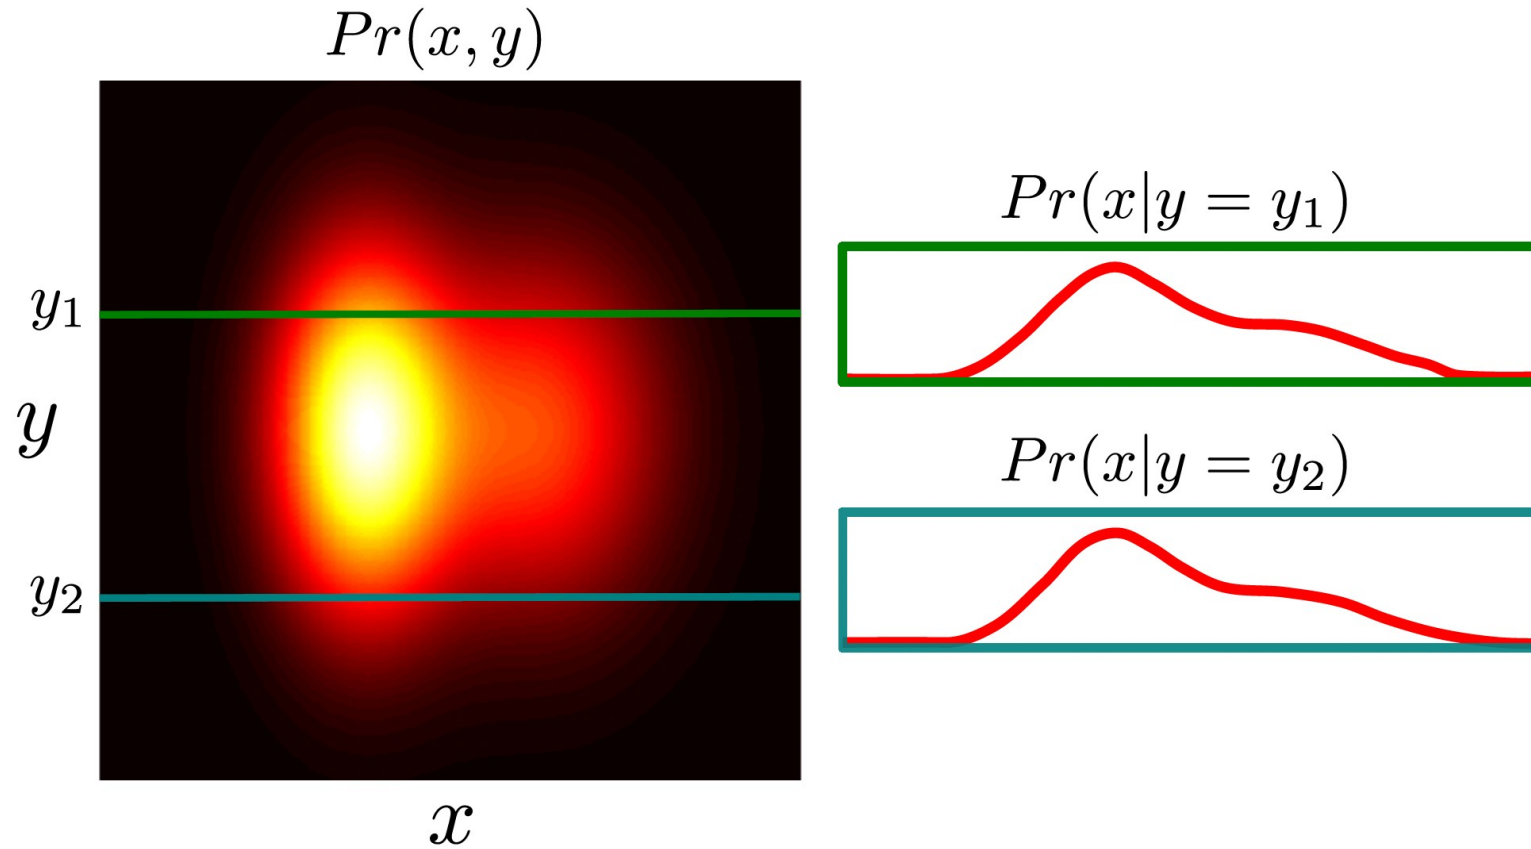 Pr(x, y)
y₁
y
y₂
x
Pr(x|y = y₁)
Pr(x|y = y₂)